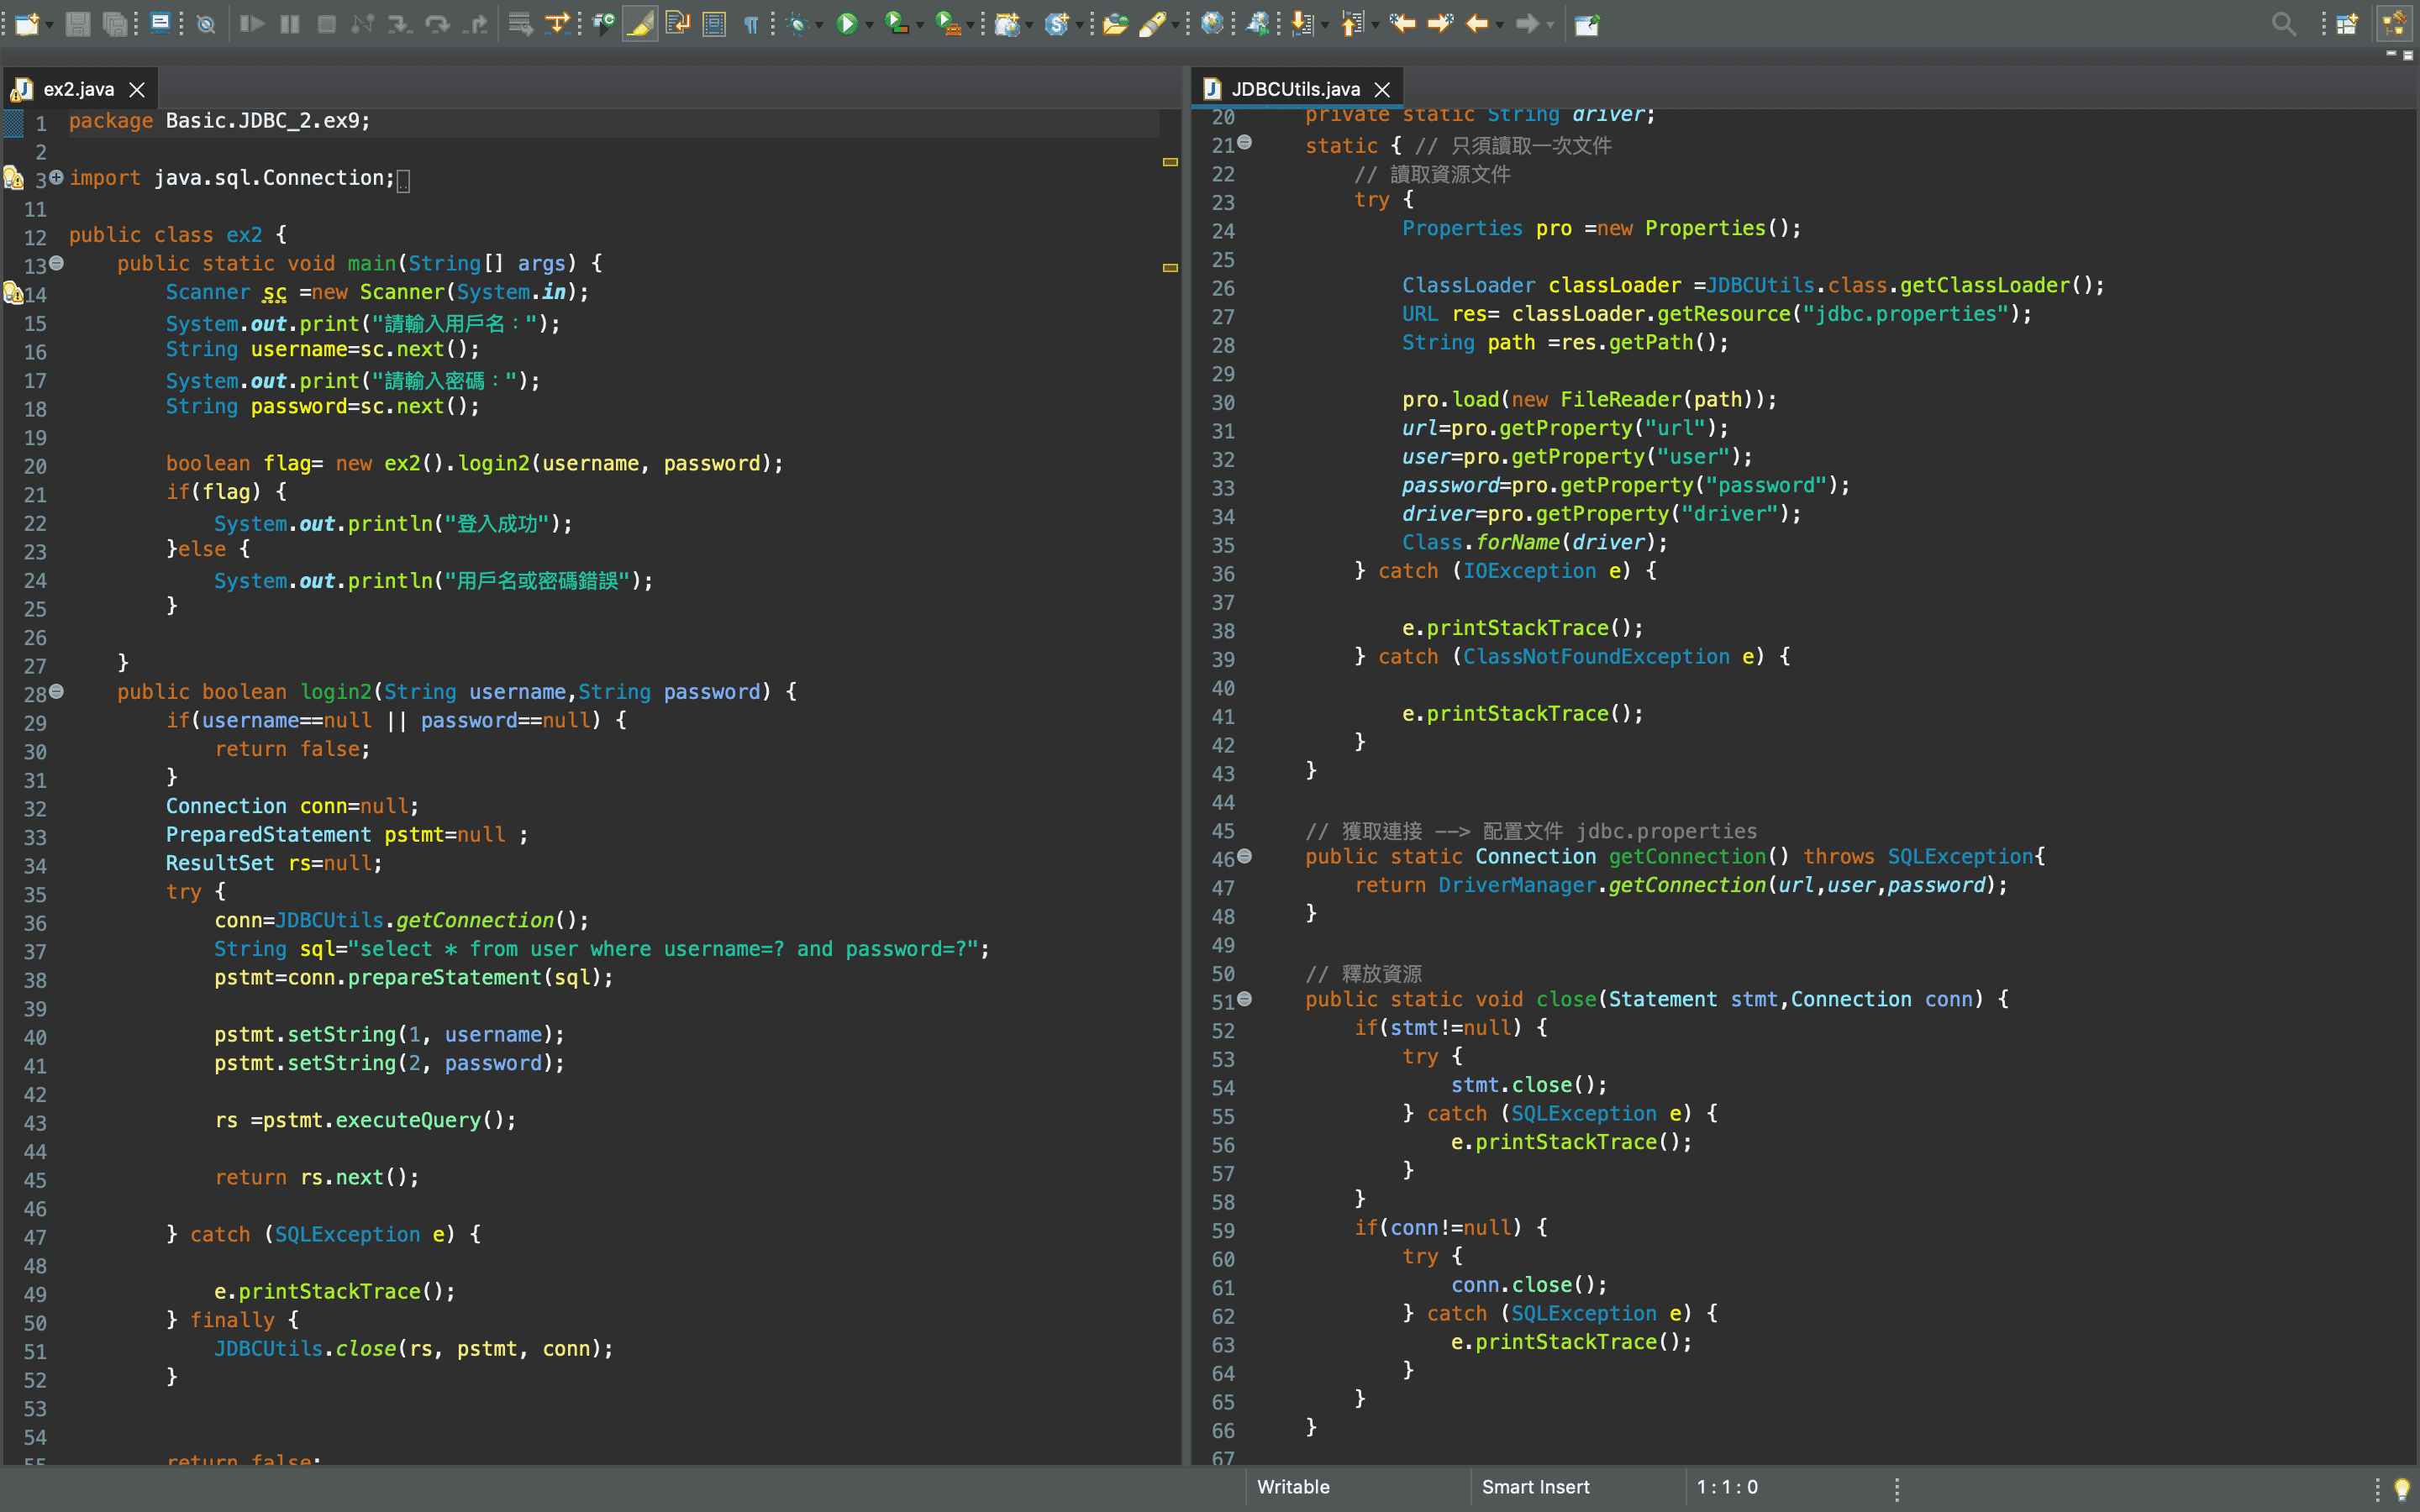 ex2.java
1 package Basic.JDBC_2.ex9;
2
3 import java.sql.Connection;
11
12 public class ex2 {
13 public static void main(String[] args) {
14 Scanner sc =new Scanner(System.in);
15 System.out.print("請輸入用戶名：");
16 String username=sc.next();
17 System.out.print("請輸入密碼：");
18 String password=sc.next();
19
20 boolean flag= new ex2().login2(username, password);
21 if(flag) {
22 System.out.println("登入成功");
23 }else {
24 System.out.println("用戶名或密碼錯誤");
25 }
26
27 }
28 public boolean login2(String username,String password) {
29 if(username==null || password==null) {
30 return false;
31 }
32 Connection conn=null;
33 PreparedStatement pstmt=null ;
34 ResultSet rs=null;
35 try {
36 conn=JDBCUtils.getConnection();
37 String sql="select * from user where username=? and password=?";
38 pstmt=conn.prepareStatement(sql);
39
40 pstmt.setString(1, username);
41 pstmt.setString(2, password);
42
43 rs =pstmt.executeQuery();
44
45 return rs.next();
46
47 } catch (SQLException e) {
48
49 e.printStackTrace();
50 } finally {
51 JDBCUtils.close(rs, pstmt, conn);
52 }
53
54
55 return false;
JDBCUtils.java
20 private static String driver;
21 static { // 只須讀取一次文件
22 // 讀取資源文件
23 try {
24 Properties pro =new Properties();
25
26 ClassLoader classLoader =JDBCUtils.class.getClassLoader();
27 URL res= classLoader.getResource("jdbc.properties");
28 String path =res.getPath();
29
30 pro.load(new FileReader(path));
31 url=pro.getProperty("url");
32 user=pro.getProperty("user");
33 password=pro.getProperty("password");
34 driver=pro.getProperty("driver");
35 Class.forName(driver);
36 } catch (IOException e) {
37
38 e.printStackTrace();
39 } catch (ClassNotFoundException e) {
40
41 e.printStackTrace();
42 }
43 }
44
45 // 獲取連接 --> 配置文件 jdbc.properties
46 public static Connection getConnection() throws SQLException{
47 return DriverManager.getConnection(url,user,password);
48 }
49
50 // 釋放資源
51 public static void close(Statement stmt,Connection conn) {
52 if(stmt!=null) {
53 try {
54 stmt.close();
55 } catch (SQLException e) {
56 e.printStackTrace();
57 }
58 }
59 if(conn!=null) {
60 try {
61 conn.close();
62 } catch (SQLException e) {
63 e.printStackTrace();
64 }
65 }
66 }
67
Writable
Smart Insert
1 : 1 : 0